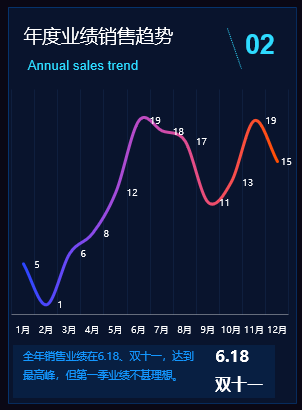 年度业绩销售趋势
02
Annual sales trend
5
1
6
8
12
19
18
17
11
13
19
15
1月 2月 3月 4月 5月 6月 7月 8月 9月 10月 11月 12月
全年销售业绩在6.18、双十一，达到
最高峰，但第一季业绩不甚理想。
6.18
双十一